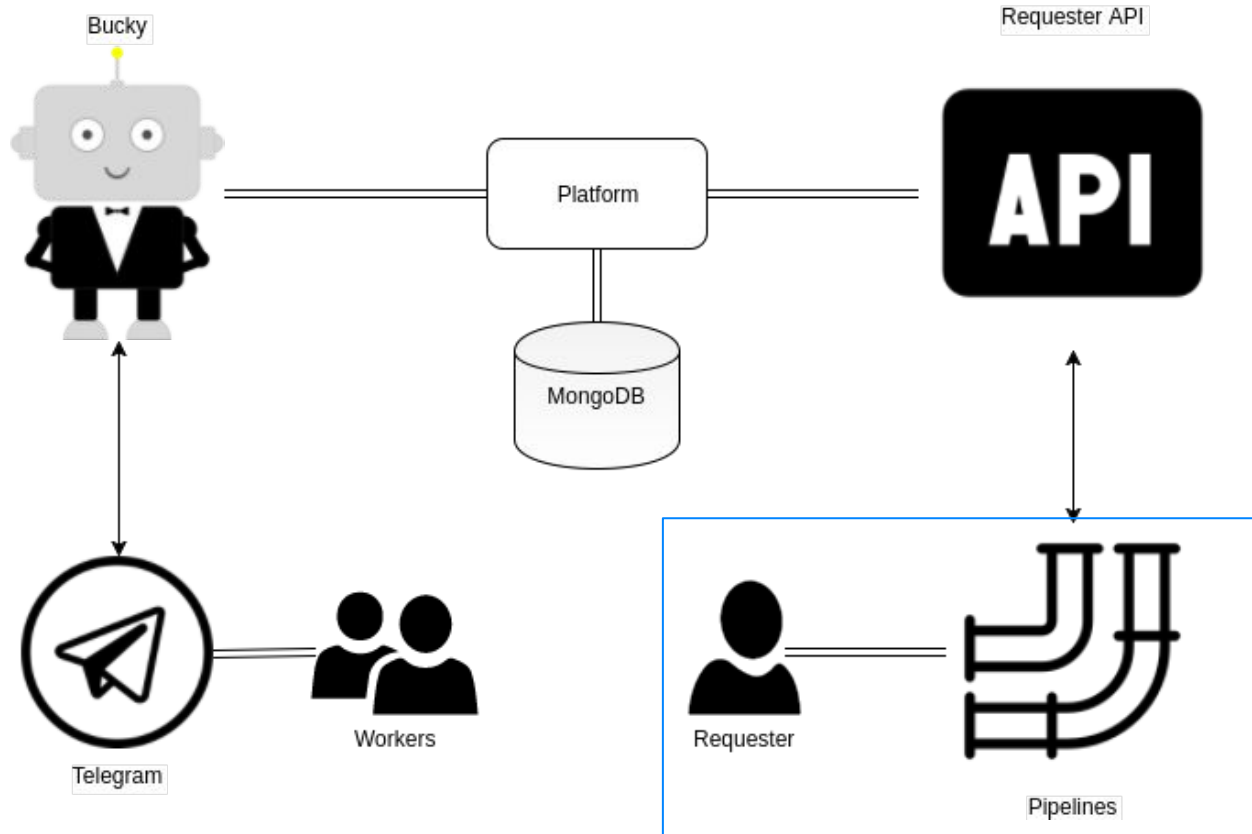 Bucky
Requester API
API
Platform
MongoDB
Workers
Requester
Telegram
Pipelines